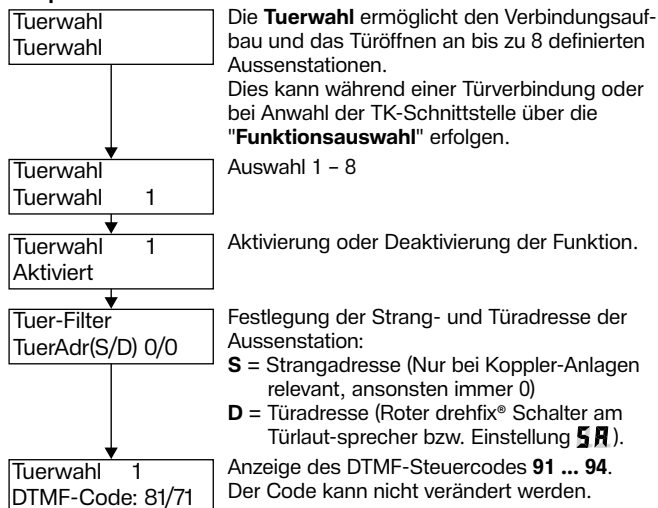 Tuerwahl
Tuerwahl
Die Tuerwahl ermöglicht den Verbindungsauf-
bau und das Türöffnen an bis zu 8 definierten
Aussenstationen.
Dies kann während einer Türverbindung oder
bei Anwahl der TK-Schnittstelle über die
"Funktionsauswahl" erfolgen.
Tuerwahl
Tuerwahl 1
Auswahl 1 – 8
Tuerwahl 1
Aktiviert
Aktivierung oder Deaktivierung der Funktion.
Tuer-Filter
TuerAdr(S/D) 0/0
Festlegung der Strang- und Türadresse der
Aussenstation:
S = Strangadresse (Nur bei Koppler-Anlagen
relevant, ansonsten immer 0)
D = Türadresse (Roter drehfix® Schalter am
Türlaut-sprecher bzw. Einstellung 5A).
Tuerwahl 1
DTMF-Code: 81/71
Anzeige des DTMF-Steuercodes 91 ... 94.
Der Code kann nicht verändert werden.